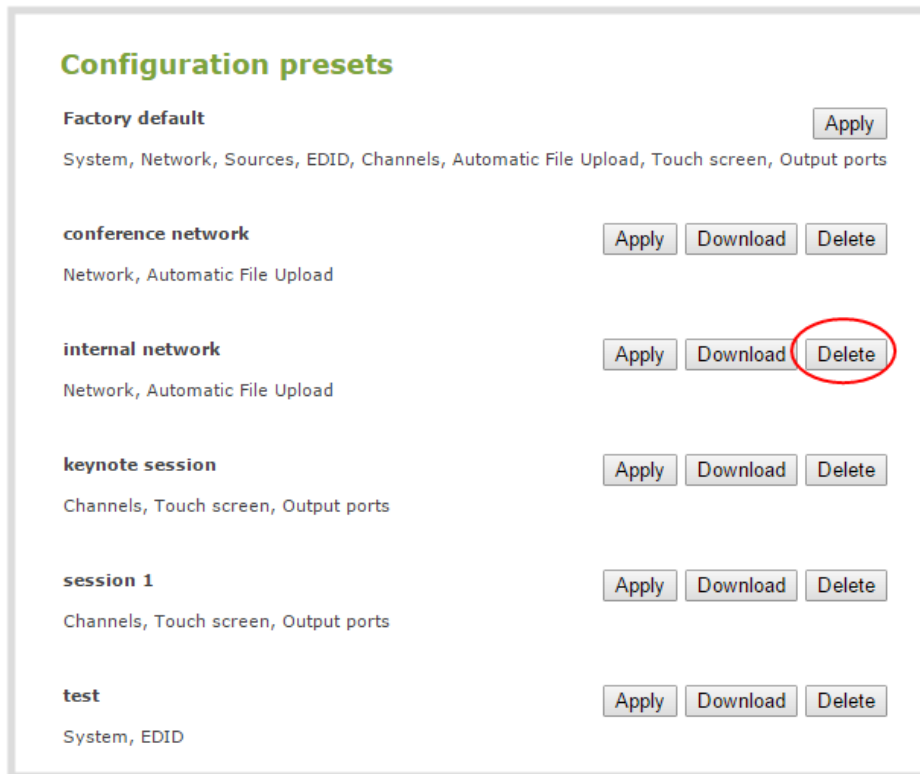 Configuration presets
Factory default Apply
System, Network, Sources, EDID, Channels, Automatic File Upload, Touch screen, Output ports
conference network Apply Download Delete
Network, Automatic File Upload
internal network Apply Download Delete
Network, Automatic File Upload
keynote session Apply Download Delete
Channels, Touch screen, Output ports
session 1 Apply Download Delete
Channels, Touch screen, Output ports
test Apply Download Delete
System, EDID